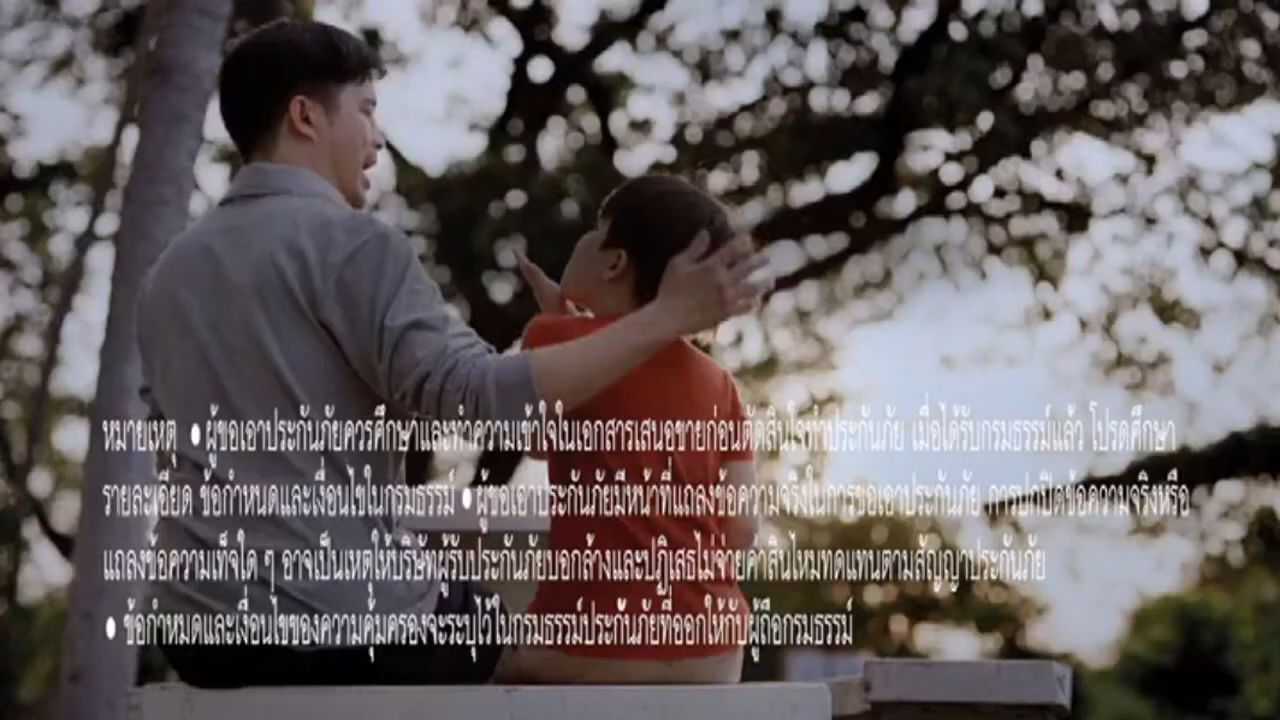 หมายเหตุ • ผู้ขอเอาประกันภัยควรศึกษาและทำความเข้าใจในเอกสารเสนอขายก่อนตัดสินใจทำประกันภัย เมื่อได้รับกรมธรรม์แล้ว โปรดศึกษา
รายละเอียด ข้อกำหนดและเงื่อนไขในกรมธรรม์ • ผู้ขอเอาประกันภัยมีหน้าที่แถลงข้อความจริงในการขอเอาประกันภัย การปกปิดข้อความจริงหรือ
แถลงข้อความเท็จใด ๆ อาจเป็นเหตุให้บริษัทผู้รับประกันภัยบอกล้างและปฏิเสธไม่จ่ายค่าสินไหมทดแทนตามสัญญาประกันภัย
• ข้อกำหนดและเงื่อนไขของความคุ้มครองจะระบุไว้ในกรมธรรม์ประกันภัยที่ออกให้กับผู้ถือกรมธรรม์